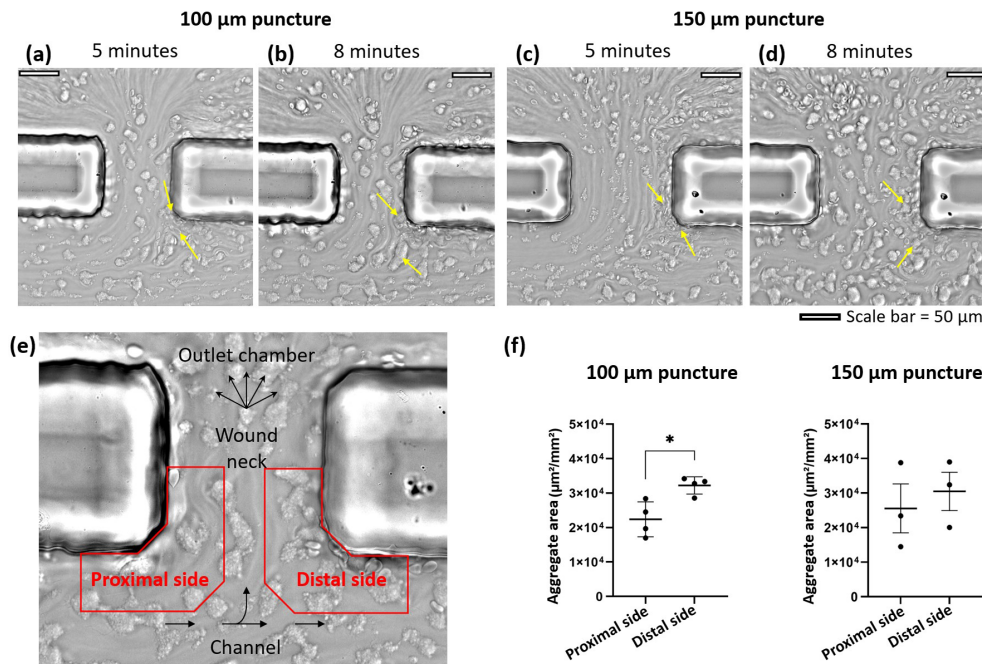 100 µm puncture
150 µm puncture
(a)
5 minutes
(b)
8 minutes
(c)
5 minutes
(d)
8 minutes
Scale bar = 50 µm
(e)
Outlet chamber
Wound
neck
Proximal side
Distal side
Channel
(f)
100 µm puncture
Aggregate area (µm²/mm²)
5×10⁴
4×10⁴
3×10⁴
2×10⁴
1×10⁴
0
*
Proximal side
Distal side
150 µm puncture
Aggregate area (µm²/mm²)
5×10⁴
4×10⁴
3×10⁴
2×10⁴
1×10⁴
0
Proximal side
Distal side